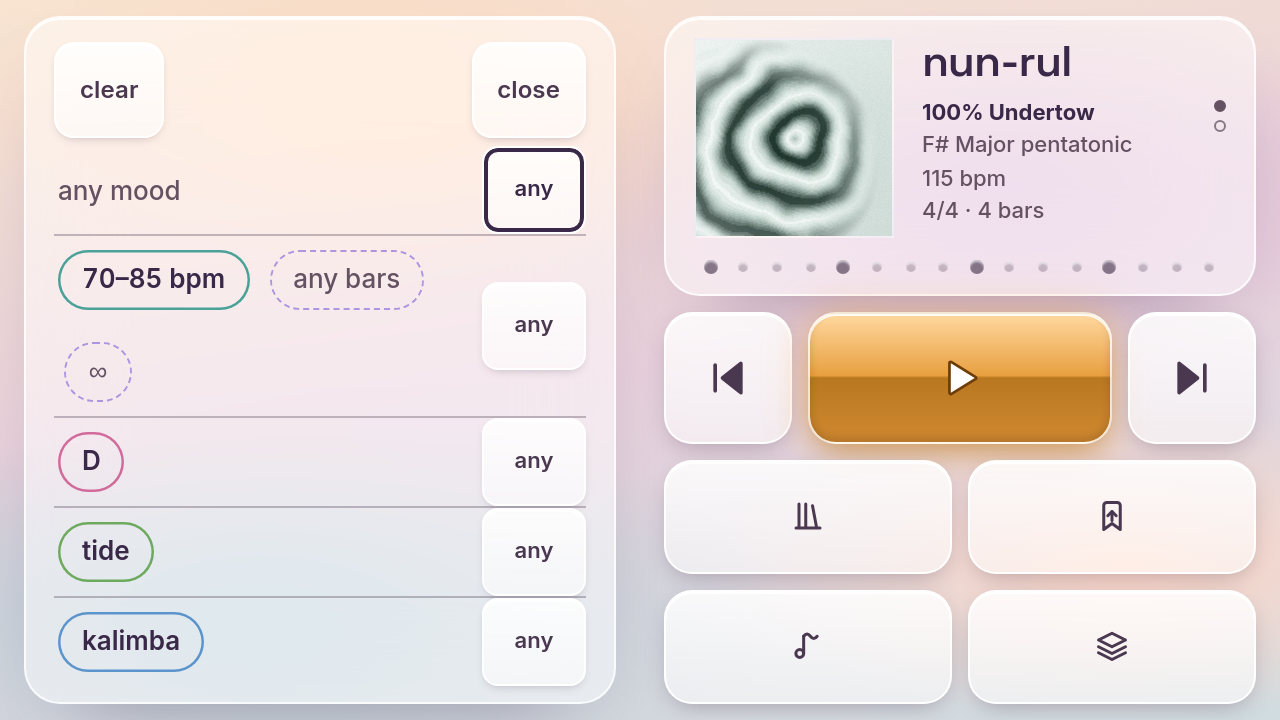 clear
close
any mood
any
70–85 bpm
any bars
∞
any
D
any
tide
any
kalimba
any
nun-rul
100% Undertow
F# Major pentatonic
115 bpm
4/4 · 4 bars